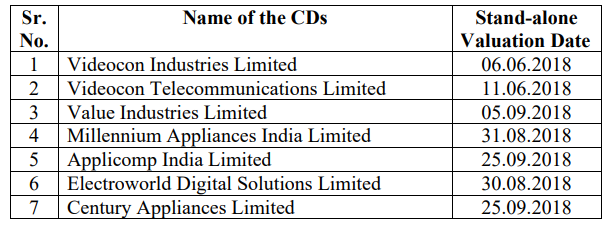 Sr. No. Name of the CDs Stand-alone Valuation Date
1 Videocon Industries Limited 06.06.2018
2 Videocon Telecommunications Limited 11.06.2018
3 Value Industries Limited 05.09.2018
4 Millennium Appliances India Limited 31.08.2018
5 Applicomp India Limited 25.09.2018
6 Electroworld Digital Solutions Limited 30.08.2018
7 Century Appliances Limited 25.09.2018